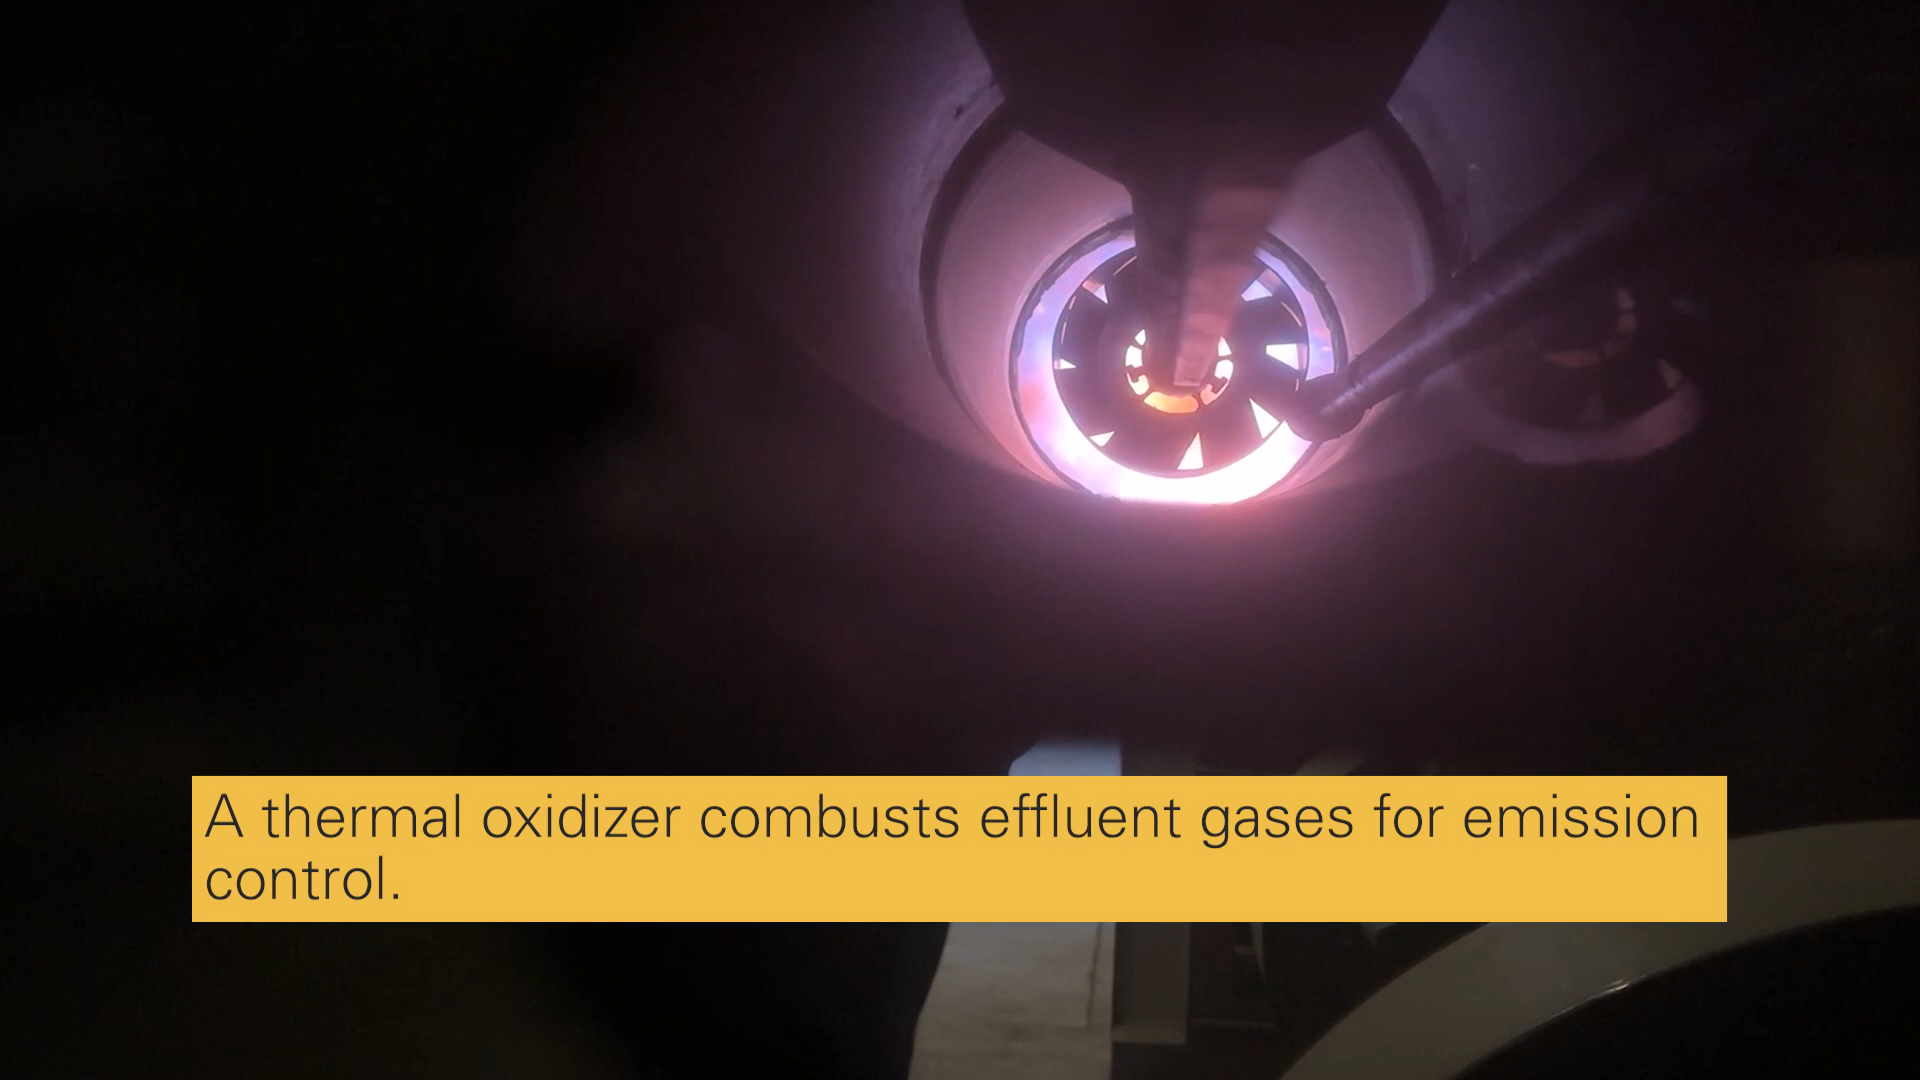 A thermal oxidizer combusts effluent gases for emission
control.